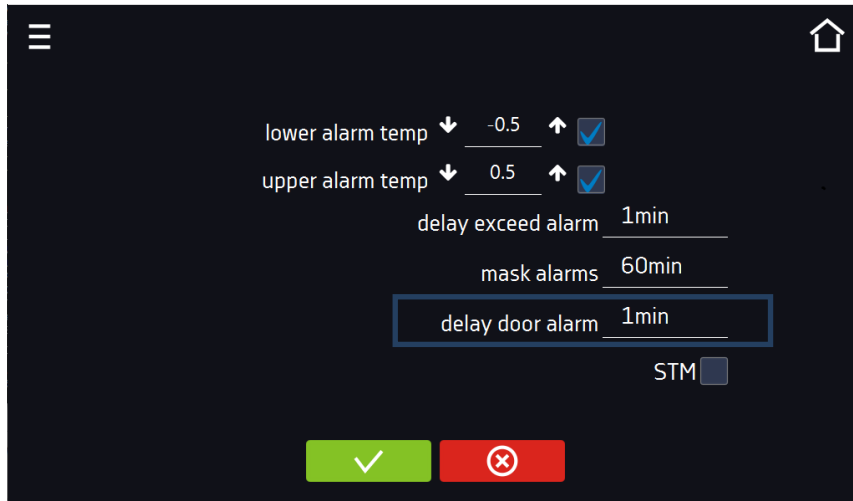 lower alarm temp -0.5
upper alarm temp 0.5
delay exceed alarm 1min
mask alarms 60min
delay door alarm 1min
STM